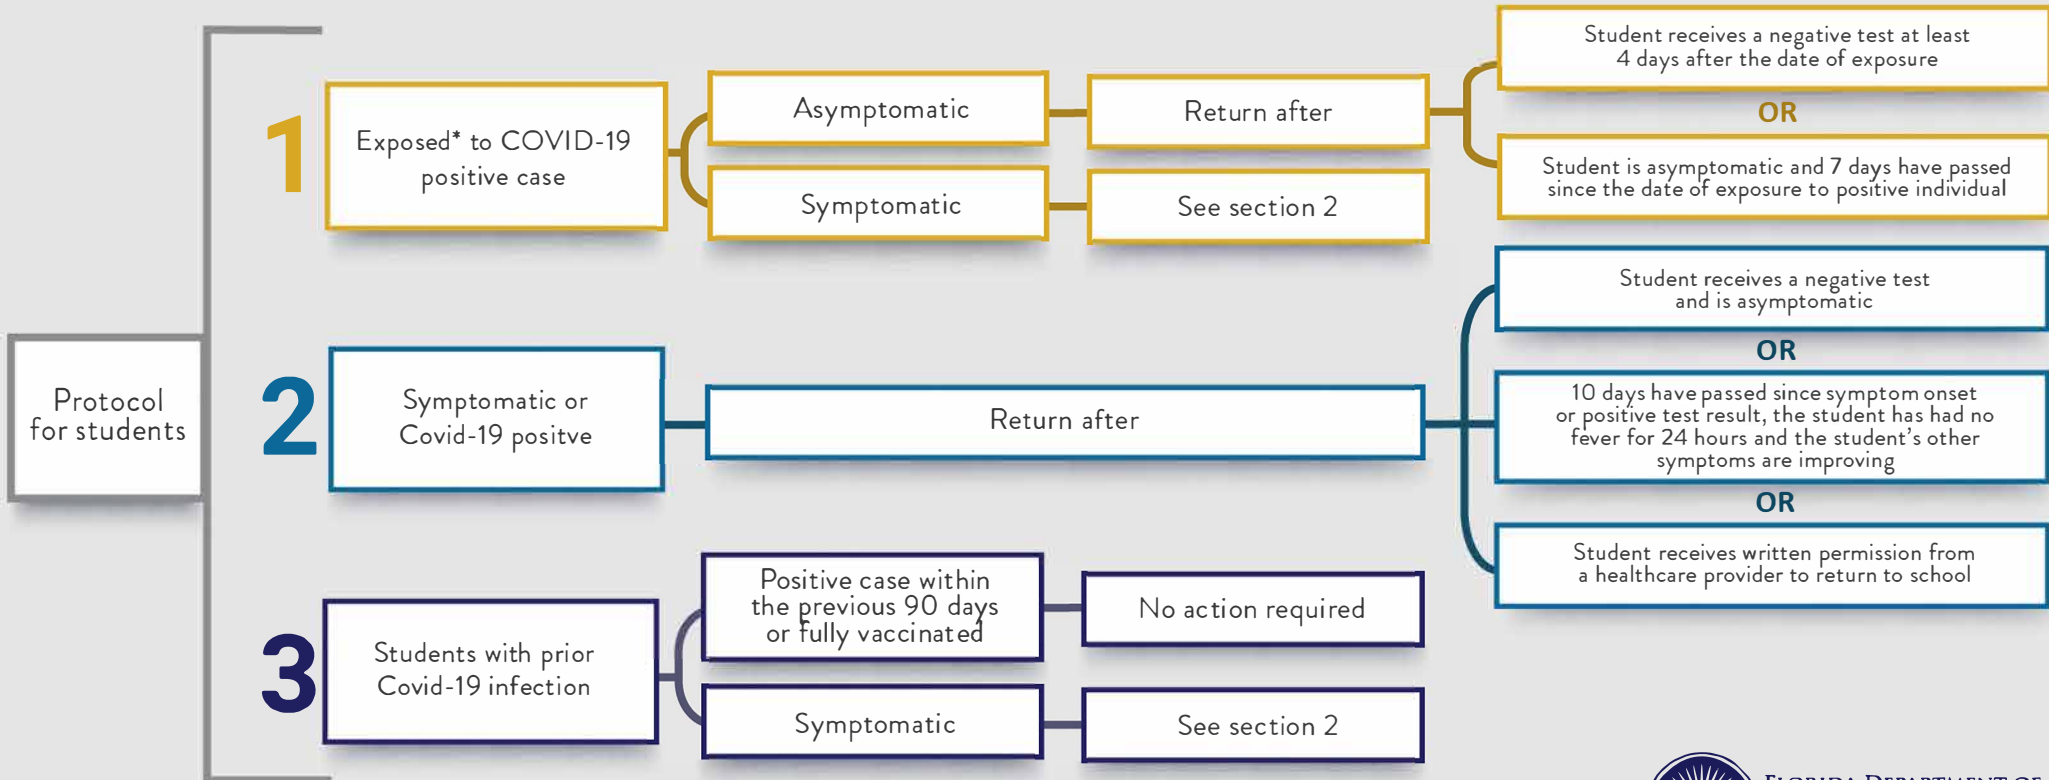 Protocol
for students
1
Exposed* to COVID-19
positive case
Asymptomatic
Return after
Student receives a negative test at least
4 days after the date of exposure
OR
Student is asymptomatic and 7 days have passed
since the date of exposure to positive individual
Symptomatic
See section 2
2
Symptomatic or
Covid-19 positve
Return after
Student receives a negative test
and is asymptomatic
OR
10 days have passed since symptom onset
or positive test result, the student has had no
fever for 24 hours and the student's other
symptoms are improving
OR
Student receives written permission from
a healthcare provider to return to school
3
Students with prior
Covid-19 infection
Positive case within
the previous 90 days
or fully vaccinated
No action required
Symptomatic
See section 2
FLORIDA DEPARTMENT OF